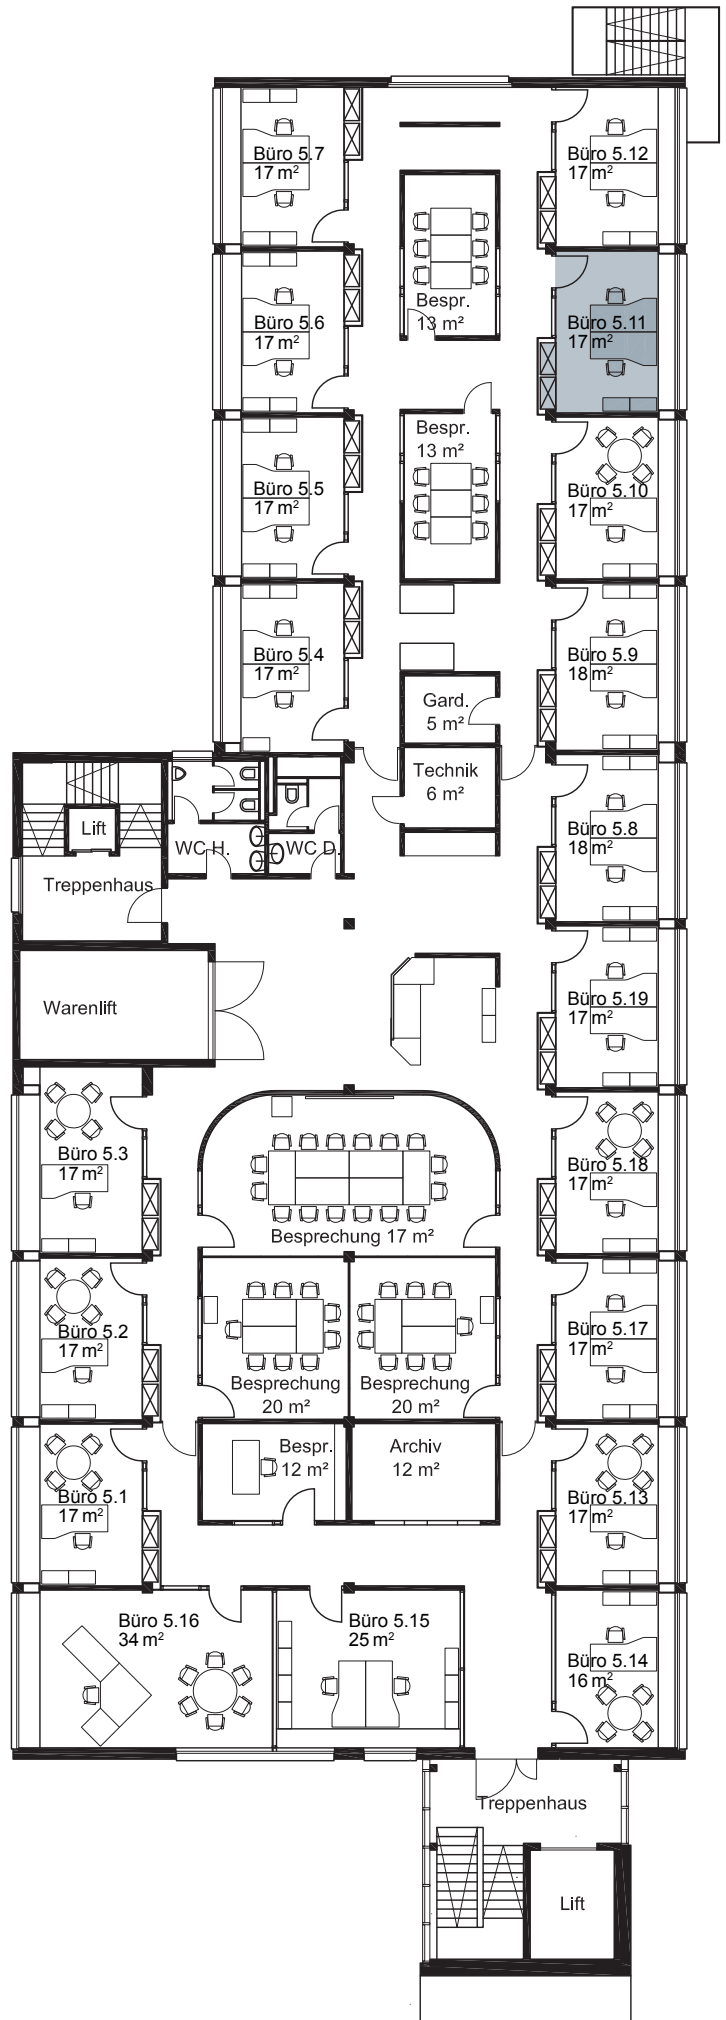 Büro 5.7
17 m²
Büro 5.12
17 m²
Bespr.
13 m²
Büro 5.6
17 m²
Büro 5.11
17 m²
Bespr.
13 m²
Büro 5.5
17 m²
Büro 5.10
17 m²
Büro 5.4
17 m²
Büro 5.9
18 m²
Gard.
5 m²
Technik
6 m²
Lift
WC H.
WC D.
Büro 5.8
18 m²
Treppenhaus
Warenlift
Büro 5.19
17 m²
Büro 5.3
17 m²
Büro 5.18
17 m²
Besprechung 17 m²
Büro 5.2
17 m²
Büro 5.17
17 m²
Besprechung
20 m²
Besprechung
20 m²
Bespr.
12 m²
Archiv
12 m²
Büro 5.1
17 m²
Büro 5.13
17 m²
Büro 5.16
34 m²
Büro 5.15
25 m²
Büro 5.14
16 m²
Treppenhaus
Lift